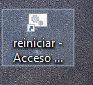 reiniciar -
Acceso ...